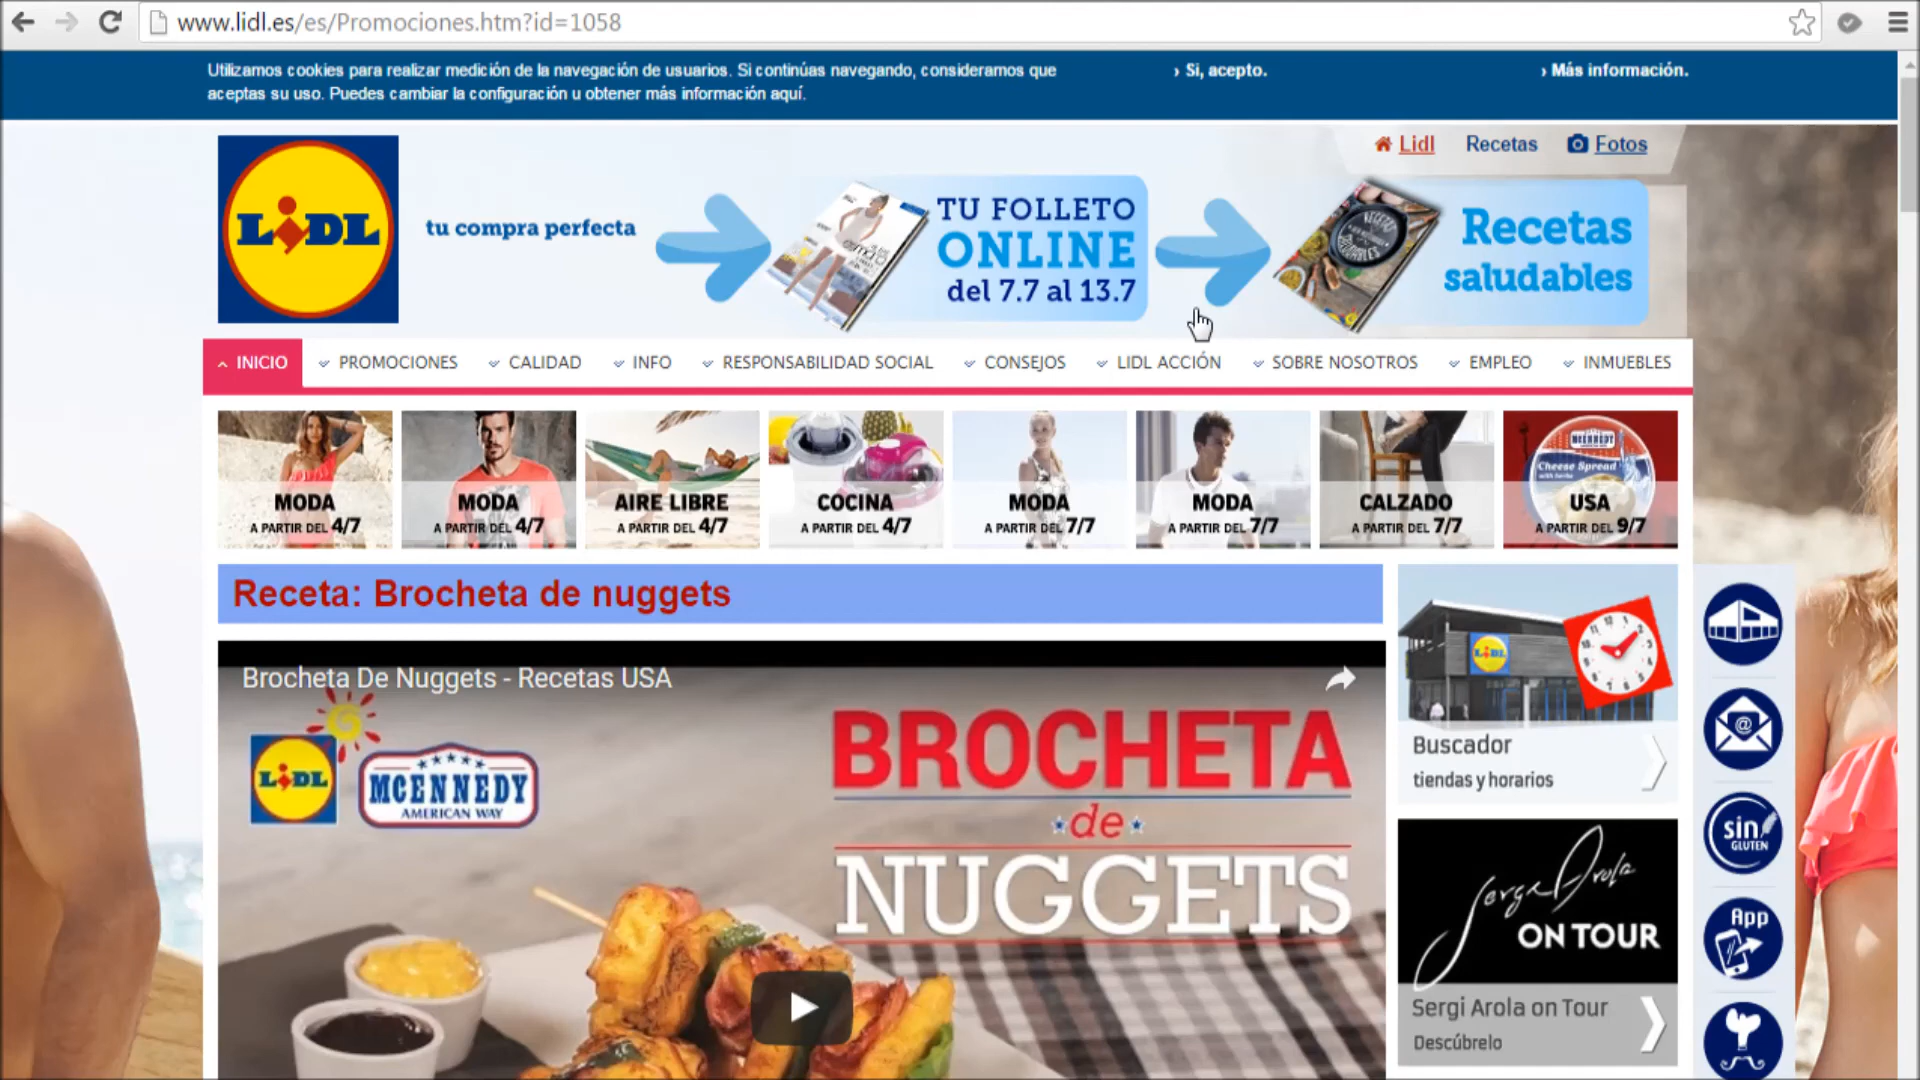 www.lidl.es/es/Promociones.htm?id=1058
Utilizamos cookies para realizar medición de la navegación de usuarios. Si continúas navegando, consideramos que
aceptas su uso. Puedes cambiar la configuración u obtener más información aquí.
› Si, acepto.
› Más información.
Lidl
Recetas
Fotos
LIDL
tu compra perfecta
TU FOLLETO
ONLINE
del 7.7 al 13.7
Recetas
saludables
INICIO
PROMOCIONES
CALIDAD
INFO
RESPONSABILIDAD SOCIAL
CONSEJOS
LIDL ACCIÓN
SOBRE NOSOTROS
EMPLEO
INMUEBLES
MODA
A PARTIR DEL 4/7
MODA
A PARTIR DEL 4/7
AIRE LIBRE
A PARTIR DEL 4/7
COCINA
A PARTIR DEL 4/7
MODA
A PARTIR DEL 7/7
MODA
A PARTIR DEL 7/7
CALZADO
A PARTIR DEL 7/7
MCENNEDY
Cheese Spread
USA
A PARTIR DEL 9/7
Receta: Brocheta de nuggets
Brocheta De Nuggets - Recetas USA
LIDL
MCENNEDY
AMERICAN WAY
BROCHETA
de
NUGGETS
LIDL
Buscador
tiendas y horarios
Sergi Arola
ON TOUR
Sergi Arola on Tour
Descúbrelo
@
sin
GLUTEN
App